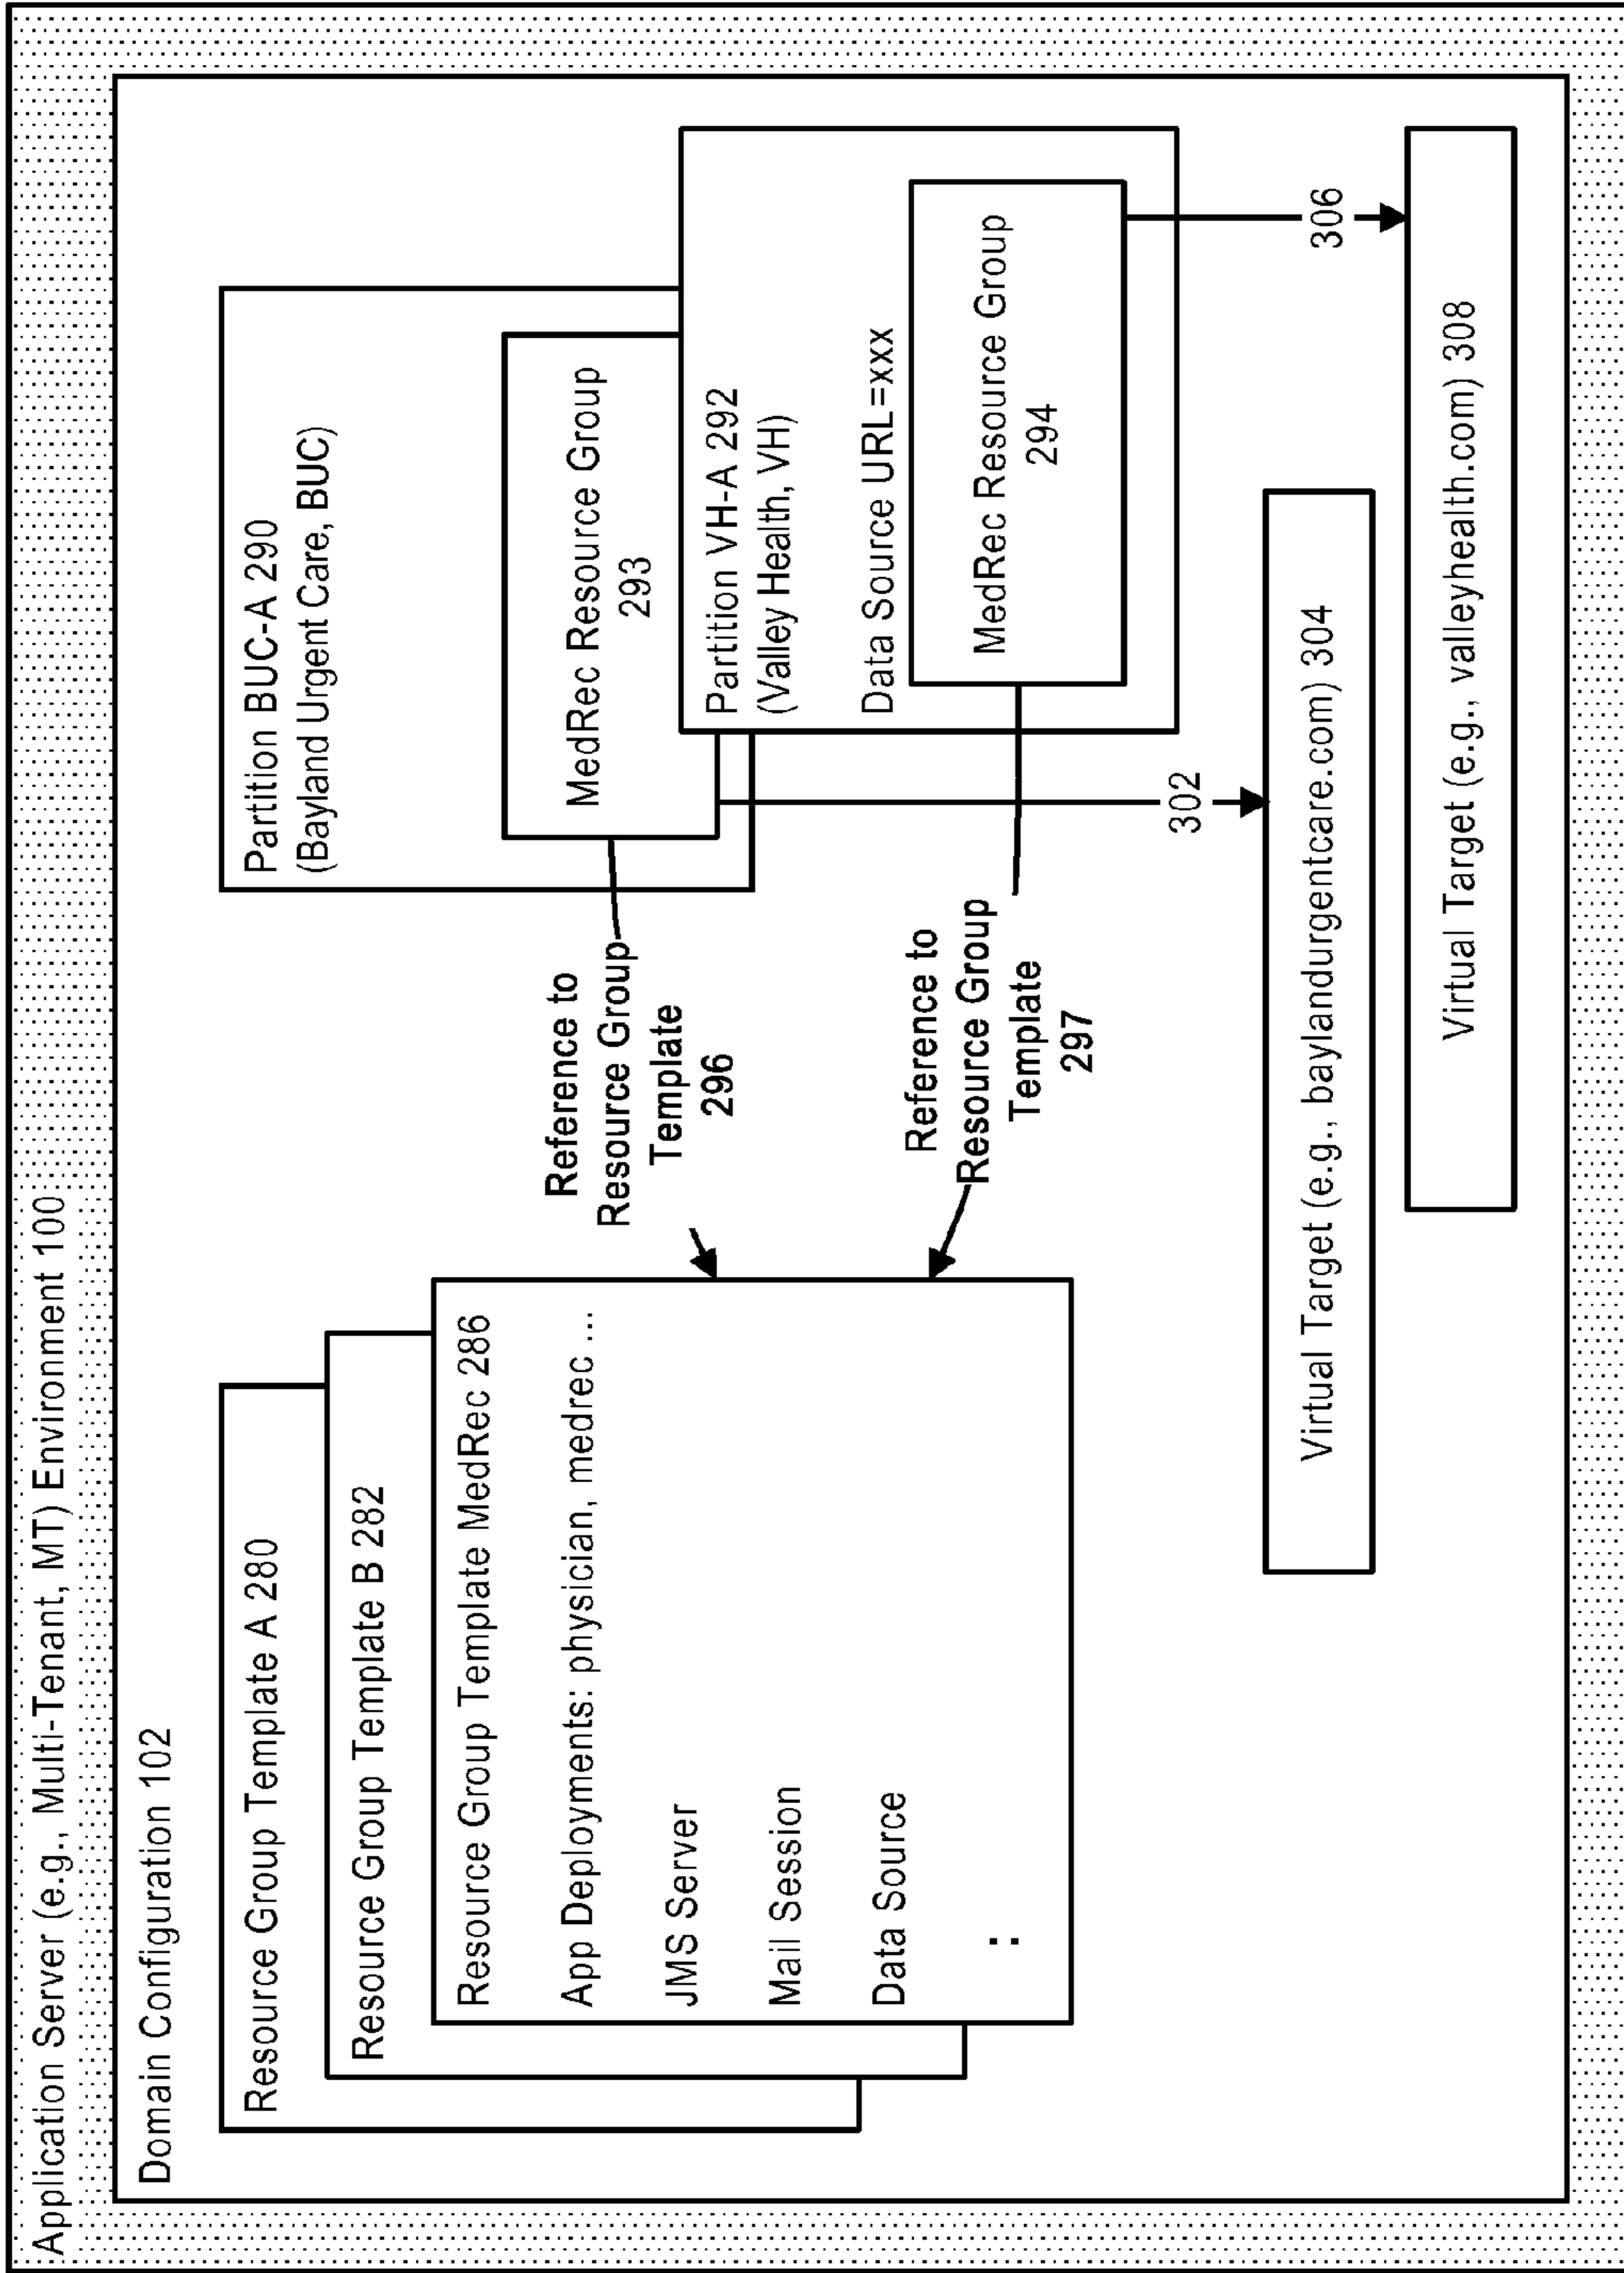 Application Server (e.g., Multi-Tenant, MT) Environment 100
Domain Configuration 102
Resource Group Template A 280
Resource Group Template B 282
Resource Group Template MedRec 286
App Deployments: physician, medrec ...
JMS Server
Mail Session
Data Source
:
Reference to
Resource Group
Template
296
Reference to
Resource Group
Template
297
Partition BUC-A 290
(Bayland Urgent Care, BUC)
MedRec Resource Group
293
Partition VH-A 292
(Valley Health, VH)
Data Source URL=xxx
MedRec Resource Group
294
302
306
Virtual Target (e.g., baylandurgentcare.com) 304
Virtual Target (e.g., valleyhealth.com) 308